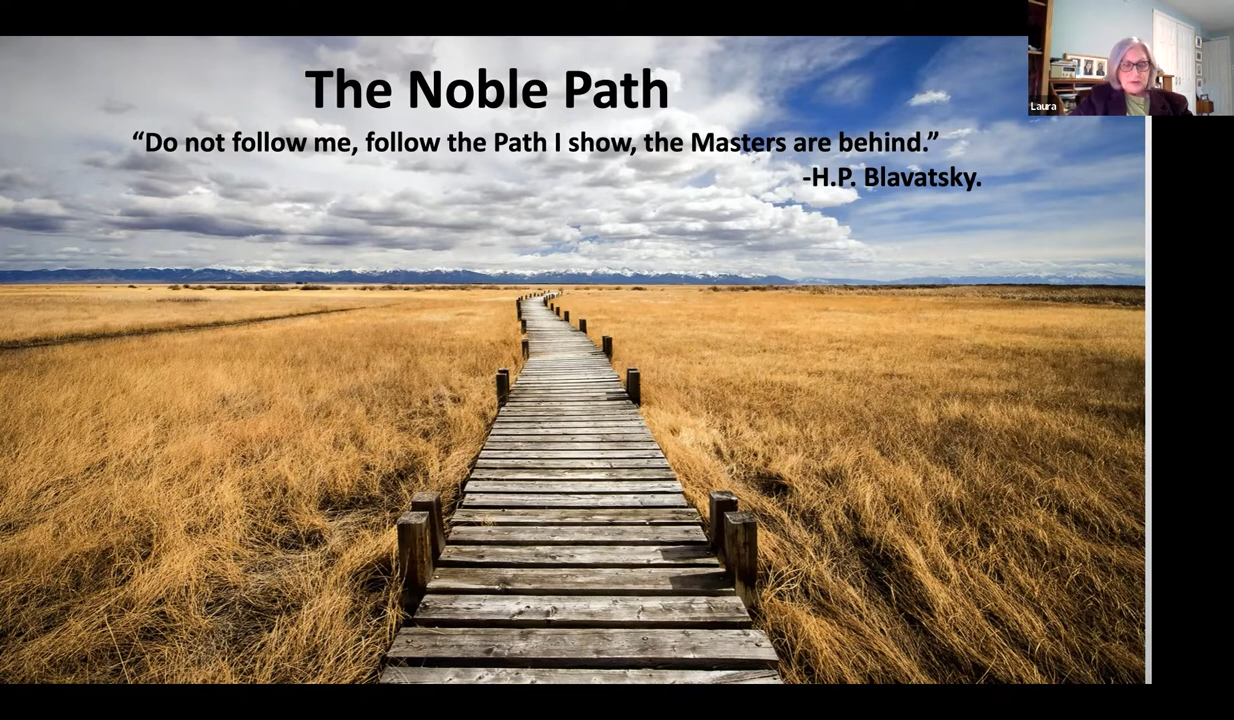 The Noble Path
“Do not follow me, follow the Path I show, the Masters are behind.”
-H.P. Blavatsky.
Laura